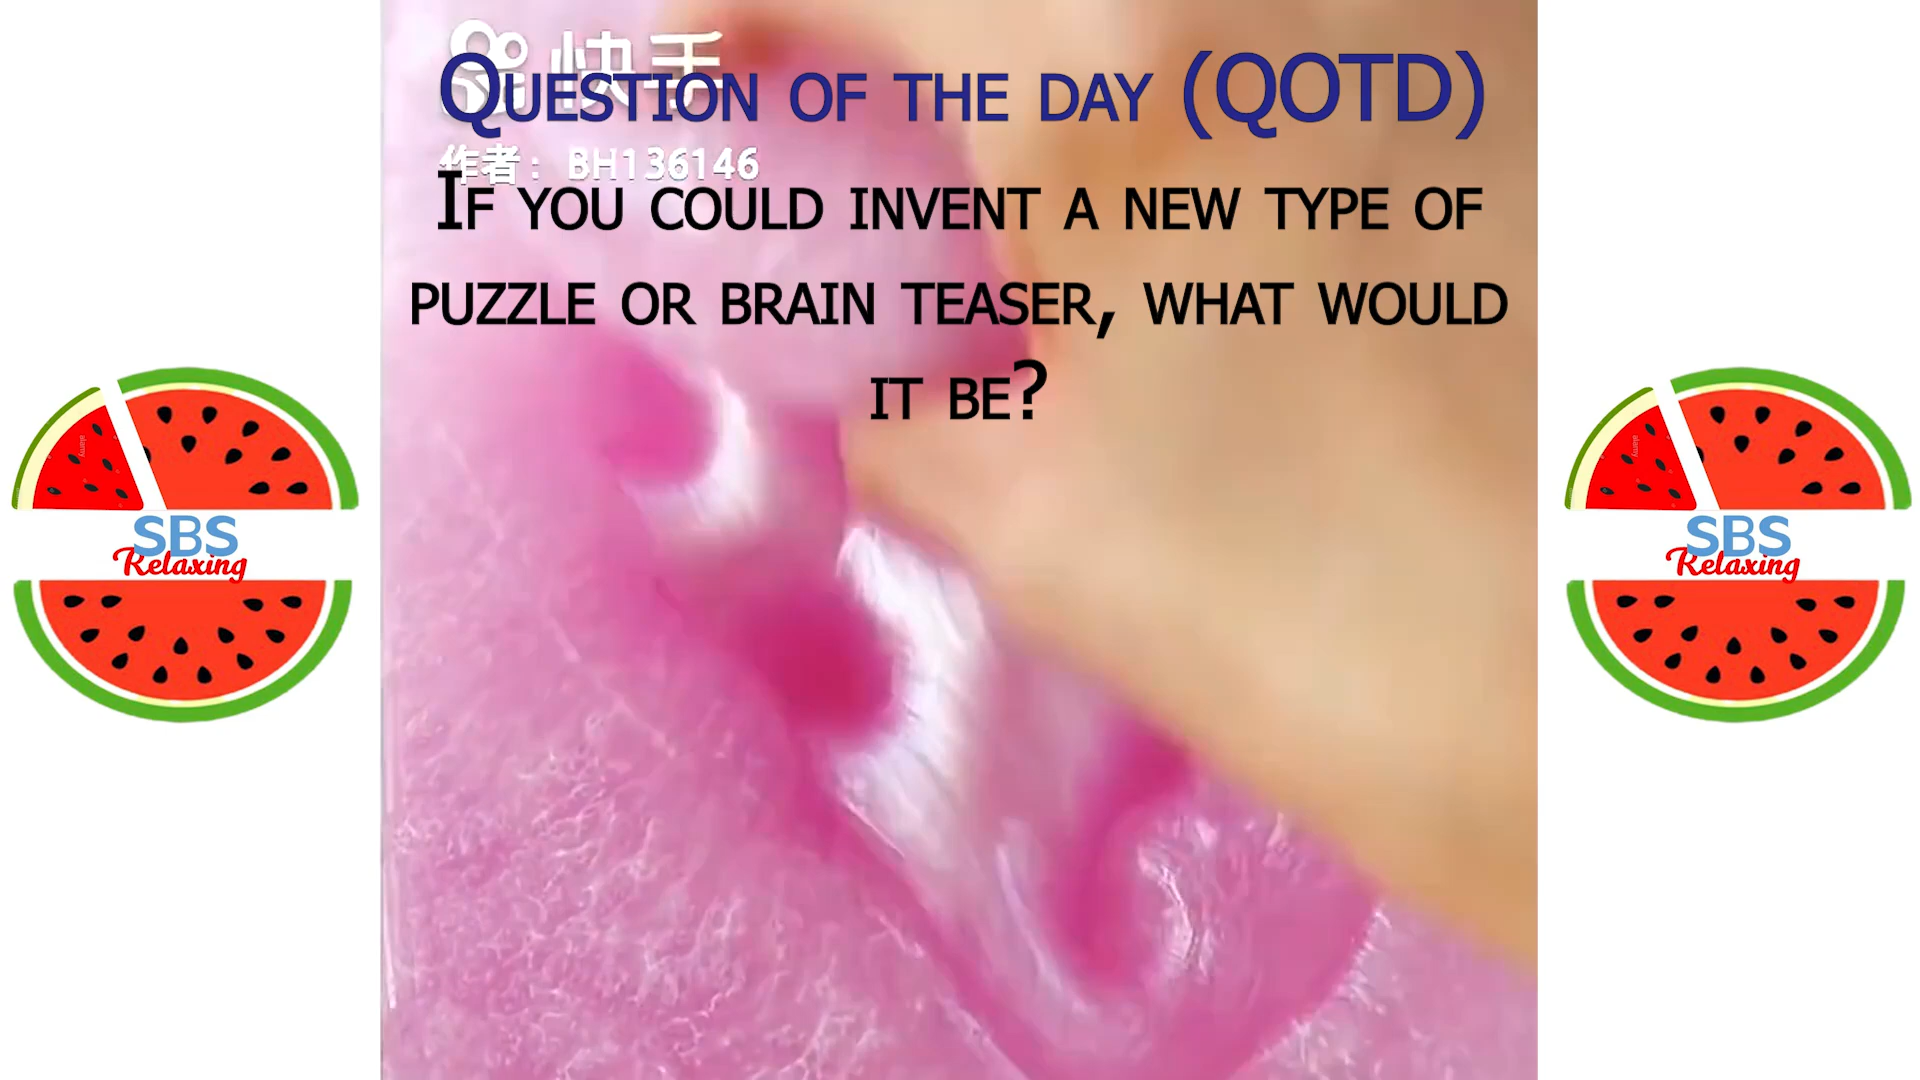 快手
Question of the day (QOTD)
作者：BH136146
If you could invent a new type of
puzzle or brain teaser, what would
it be?
SBS
Relaxing
SBS
Relaxing